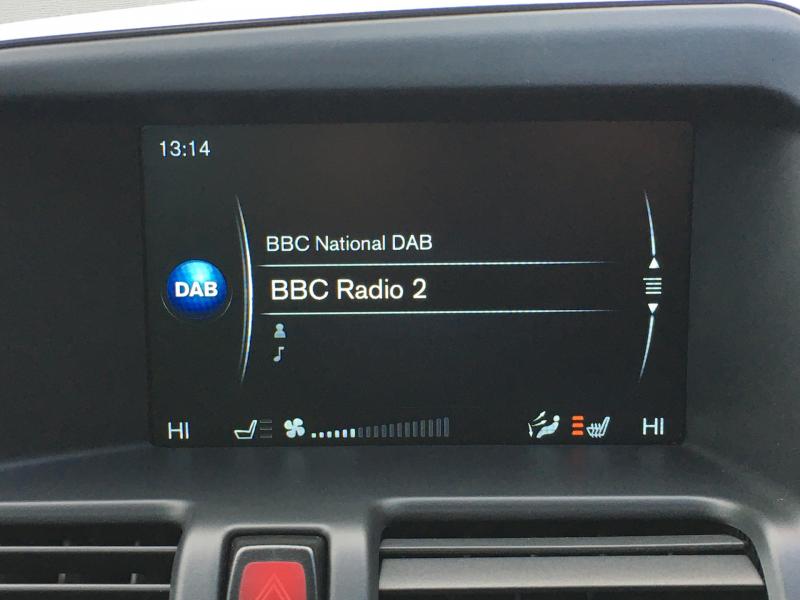 13:14
BBC National DAB
DAB
BBC Radio 2
HI
HI